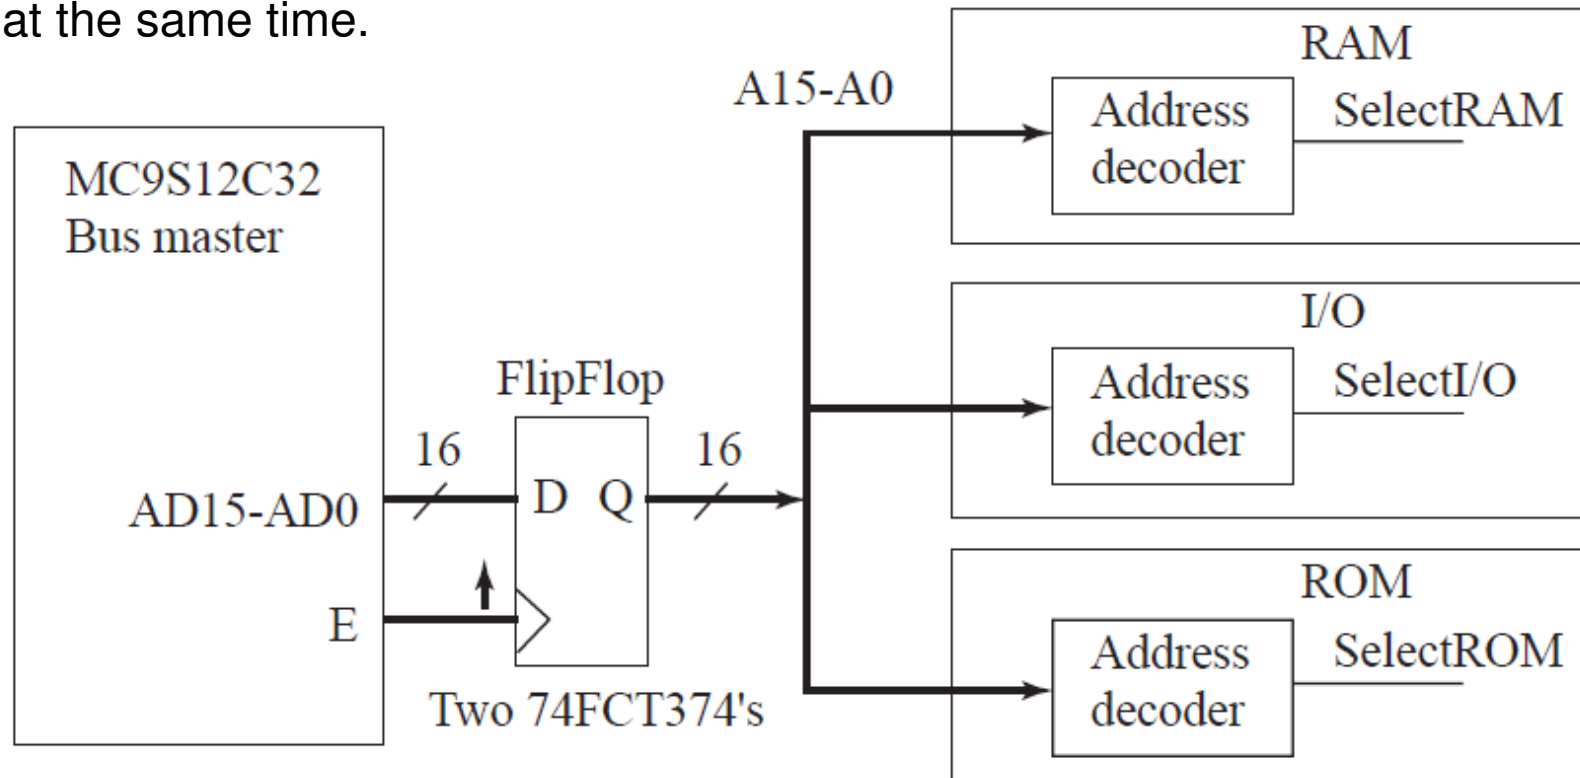 at the same time.
MC9S12C32
Bus master
AD15-AD0
E
16
FlipFlop
D Q
Two 74FCT374's
16
A15-A0
RAM
Address
decoder
SelectRAM
I/O
Address
decoder
SelectI/O
ROM
Address
decoder
SelectROM